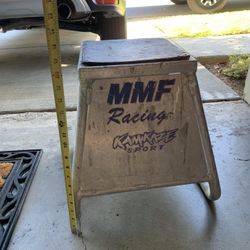 MMF
Racing
KAMIKAZE
SPORT